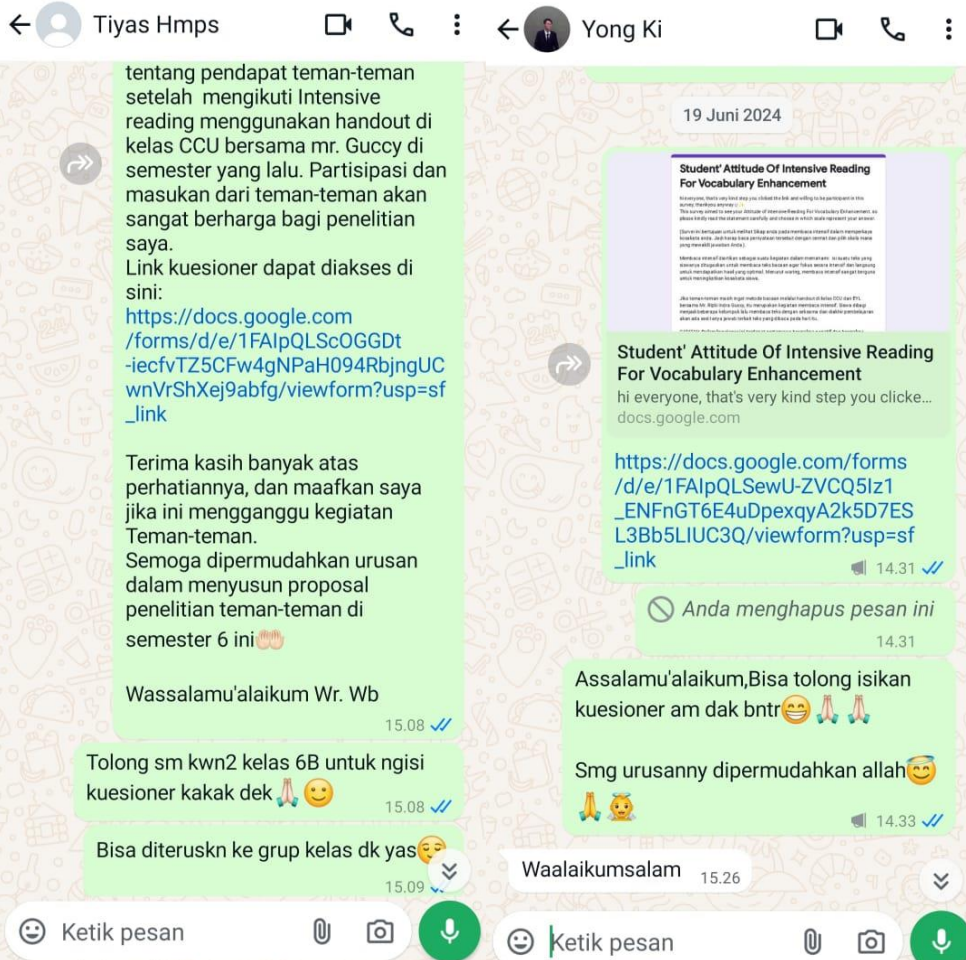 Tiyas Hmps
tentang pendapat teman-teman
setelah mengikuti Intensive
reading menggunakan handout di
kelas CCU bersama mr. Guccy di
semester yang lalu. Partisipasi dan
masukan dari teman-teman akan
sangat berharga bagi penelitian
saya.
Link kuesioner dapat diakses di
sini:
https://docs.google.com
/forms/d/e/1FAIpQLScOGGDt
-iecfvTZ5CFw4gNPaH094RbjngUC
wnVrShXej9abfg/viewform?usp=sf
_link
Terima kasih banyak atas
perhatiannya, dan maafkan saya
jika ini mengganggu kegiatan
Teman-teman.
Semoga dipermudahkan urusan
dalam menyusun proposal
penelitian teman-teman di
semester 6 ini🤲🏻
Wassalamu'alaikum Wr. Wb
15.08
Tolong sm kwn2 kelas 6B untuk ngisi
kuesioner kakak dek🙏🏻🙂
15.08
Bisa diteruskn ke grup kelas dk yas😌
15.09
Ketik pesan
Yong Ki
19 Juni 2024
Student' Attitude Of Intensive Reading
For Vocabulary Enhancement
Student' Attitude Of Intensive Reading
For Vocabulary Enhancement
hi everyone, that's very kind step you clicke...
docs.google.com
https://docs.google.com/forms
/d/e/1FAIpQLSewU-ZVCQ5Iz1
_ENFnGT6E4uDpexqyA2k5D7ES
L3Bb5LIUC3Q/viewform?usp=sf
_link
14.31
Anda menghapus pesan ini
14.31
Assalamu'alaikum,Bisa tolong isikan
kuesioner am dak bntr😁🙏🏻🙏🏻
Smg urusanny dipermudahkan allah😇
🙏👼
14.33
Waalaikumsalam
15.26
Ketik pesan